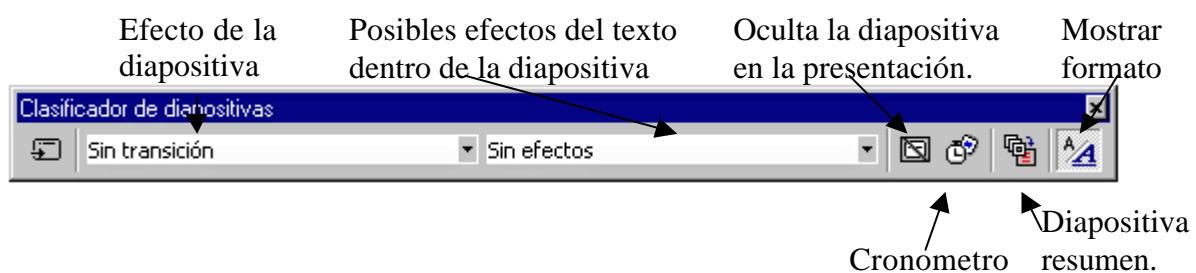 Efecto de la
diapositiva
Posibles efectos del texto
dentro de la diapositiva
Oculta la diapositiva
en la presentación.
Mostrar
formato
Clasificador de diapositivas
Sin transición
Sin efectos
A/A
Cronómetro
Diapositiva
resumen.